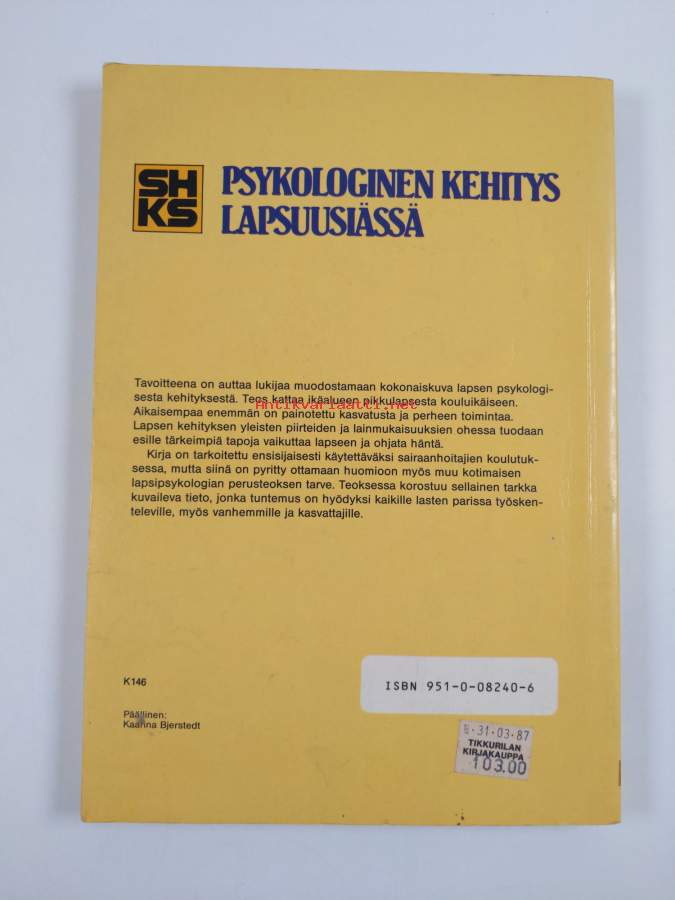 SH
KS
PSYKOLOGINEN KEHITYS
LAPSUUSIÄSSÄ
Tavoitteena on auttaa lukijaa muodostamaan kokonaiskuva lapsen psykologi-
sesta kehityksestä. Teos kattaa ikäalueen pikkulapsesta kouluikäiseen.
Antikvariaatti.net
Aikaisempaa enemmän on painotettu kasvatusta ja perheen toimintaa.
Lapsen kehityksen yleisten piirteiden ja lainmukaisuuksien ohessa tuodaan
esille tärkeimpiä tapoja vaikuttaa lapseen ja ohjata häntä.
Kirja on tarkoitettu ensisijaisesti käytettäväksi sairaanhoitajien koulutuk-
sessa, mutta siinä on pyritty ottamaan huomioon myös muu kotimaisen
lapsipsykologian perusteoksen tarve. Teoksessa korostuu sellainen tarkka
kuvaileva tieto, jonka tuntemus on hyödyksi kaikille lasten parissa työsken-
televille, myös vanhemmille ja kasvattajille.
K146
ISBN 951-0-08240-6
Päällinen:
Kaarina Bjerstedt
31·03·87
TIKKURILAN
KIRJAKAUPPA
103.00